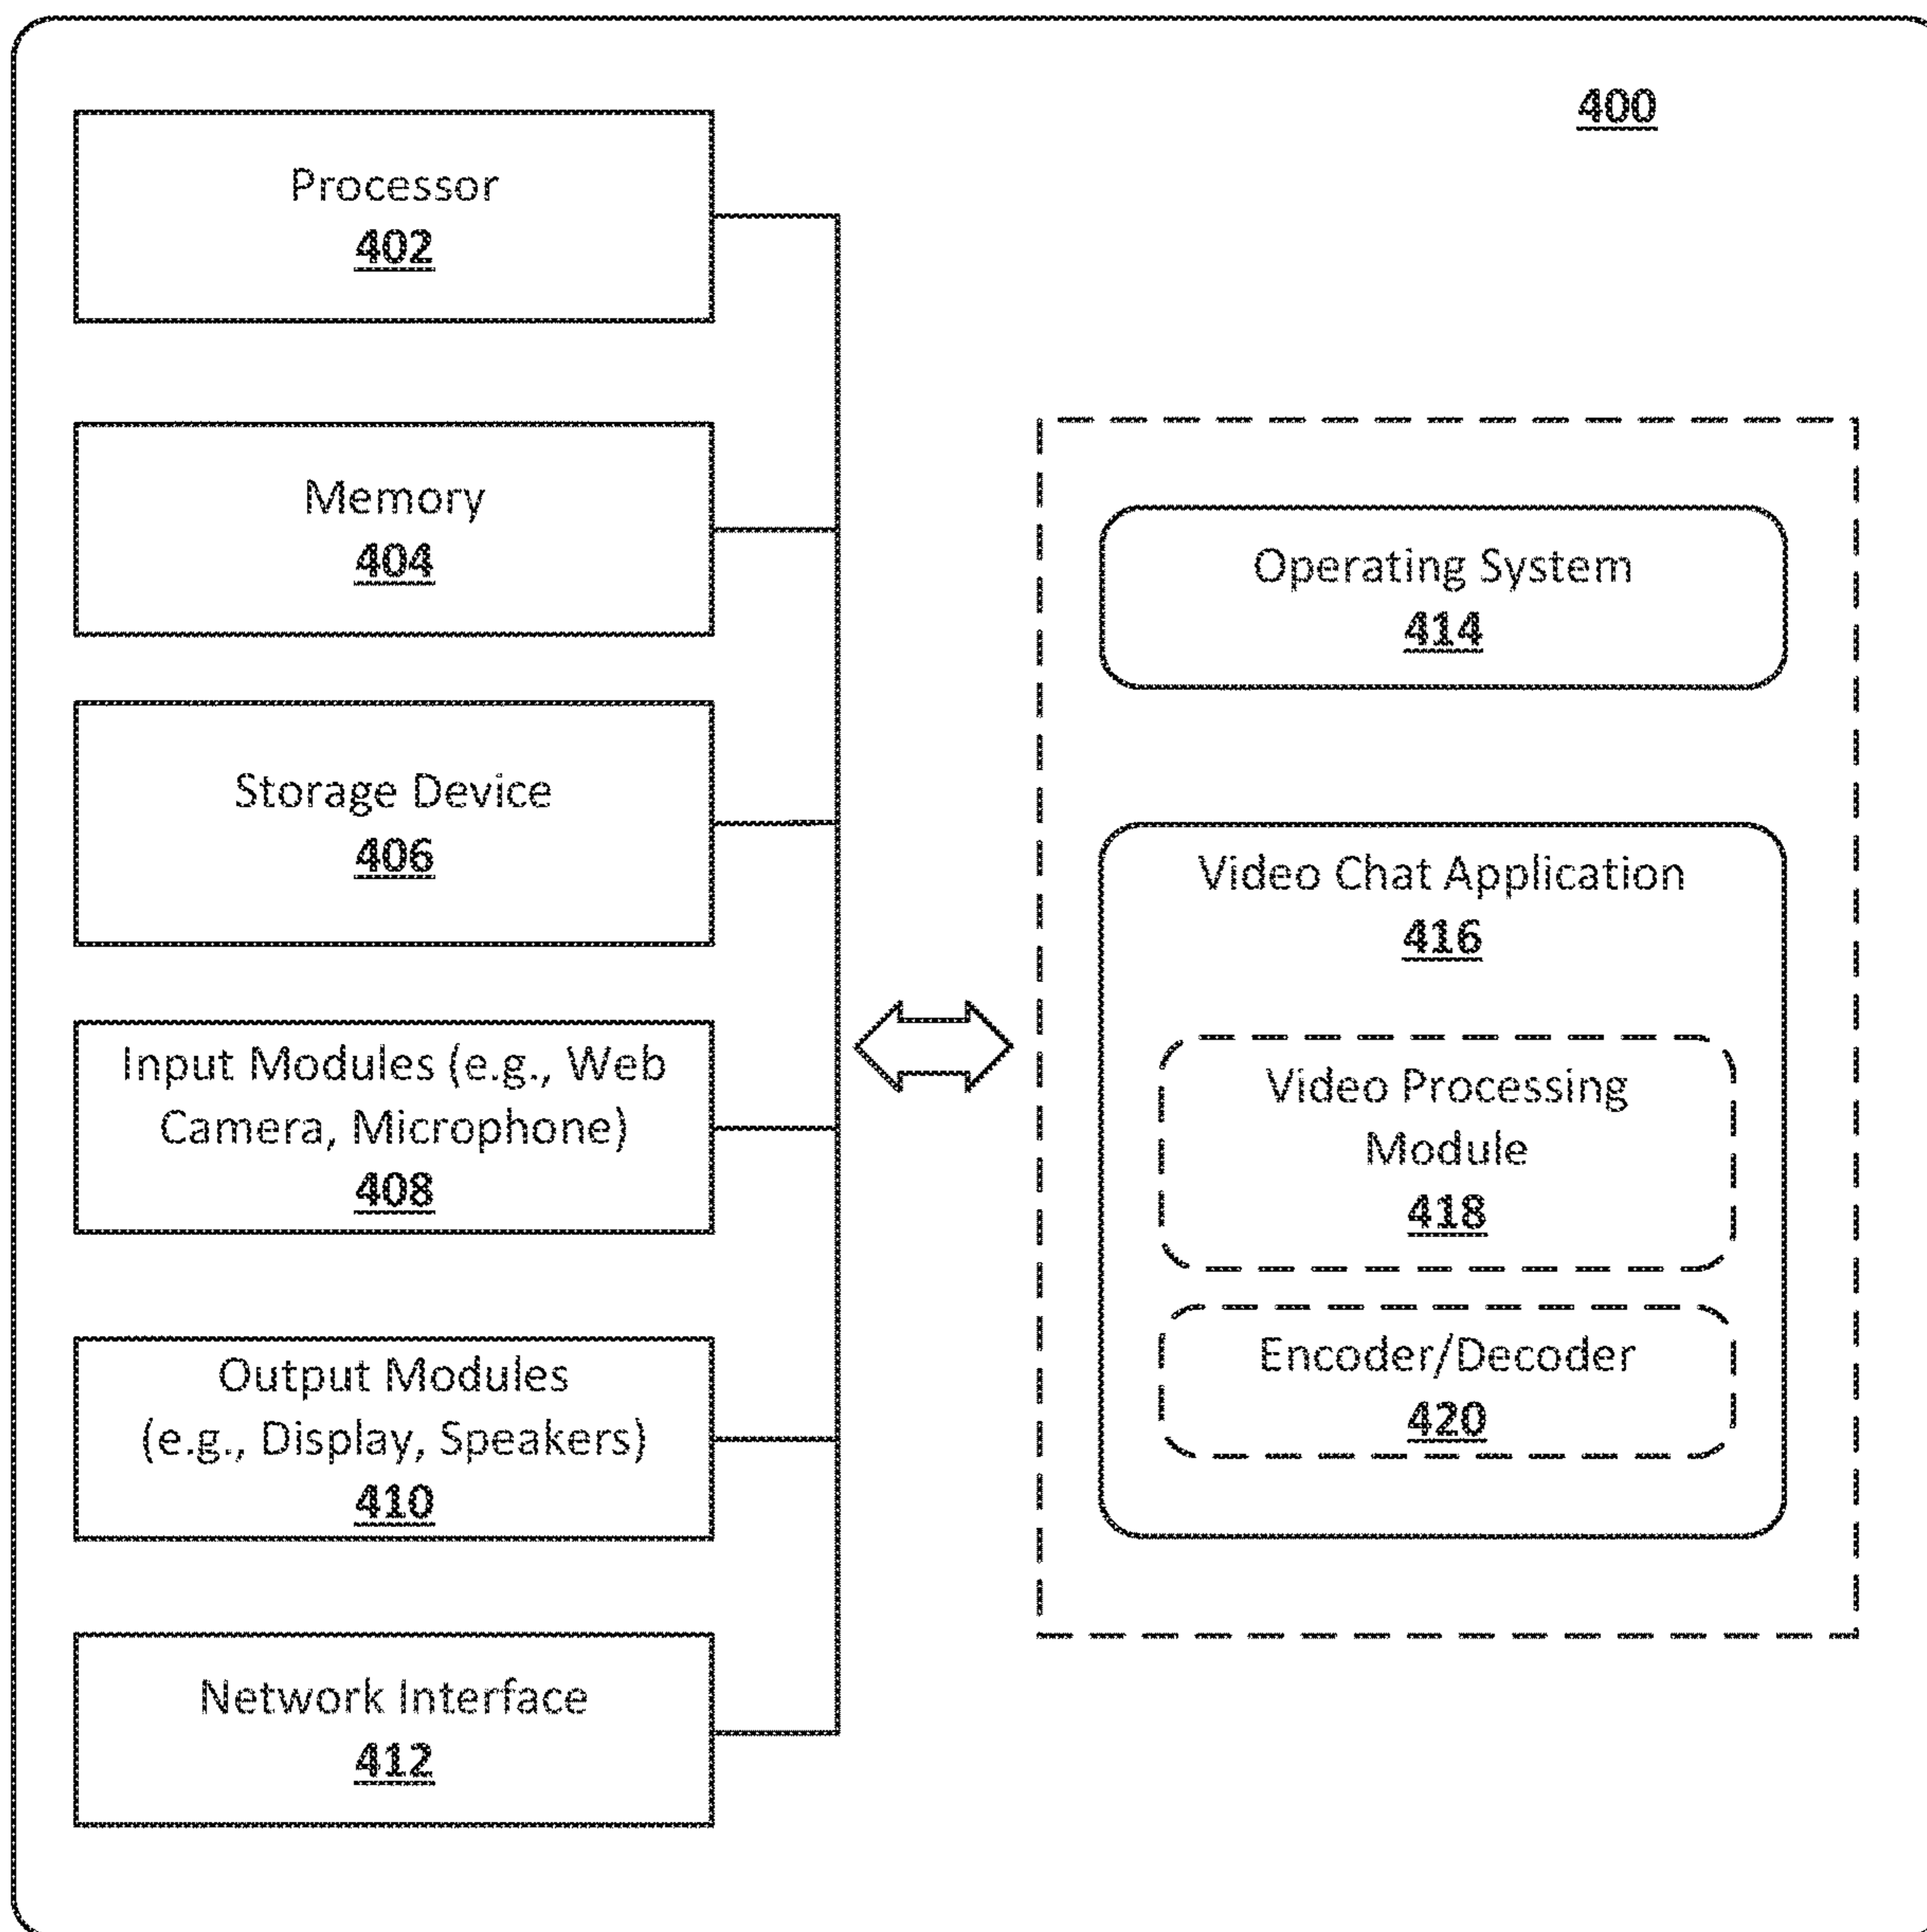 400
Processor
402
Memory
404
Storage Device
406
Input Modules (e.g., Web
Camera, Microphone)
408
Output Modules
(e.g., Display, Speakers)
410
Network Interface
412
Operating System
414
Video Chat Application
416
Video Processing
Module
418
Encoder/Decoder
420